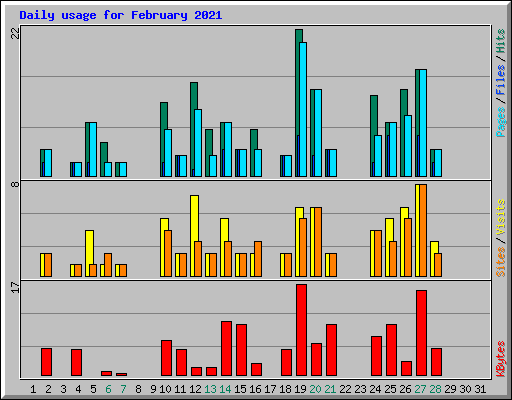 Daily usage for February 2021
22
Pages / Files / Hits
8
Sites / Visits
17
KBytes
1 2 3 4 5 6 7 8 9 10 11 12 13 14 15 16 17 18 19 20 21 22 23 24 25 26 27 28 29 30 31